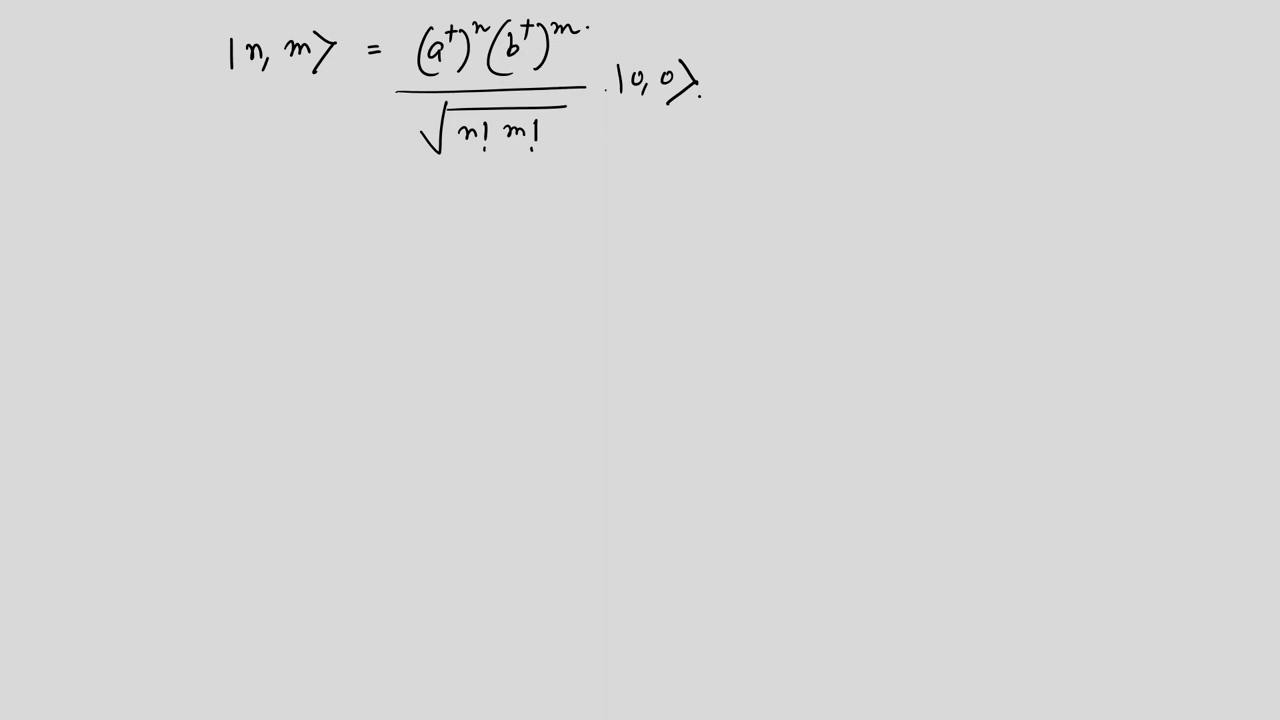 |n, m⟩ = (a†)ⁿ(b†)ᵐ / √(n! m!) . |0, 0⟩.